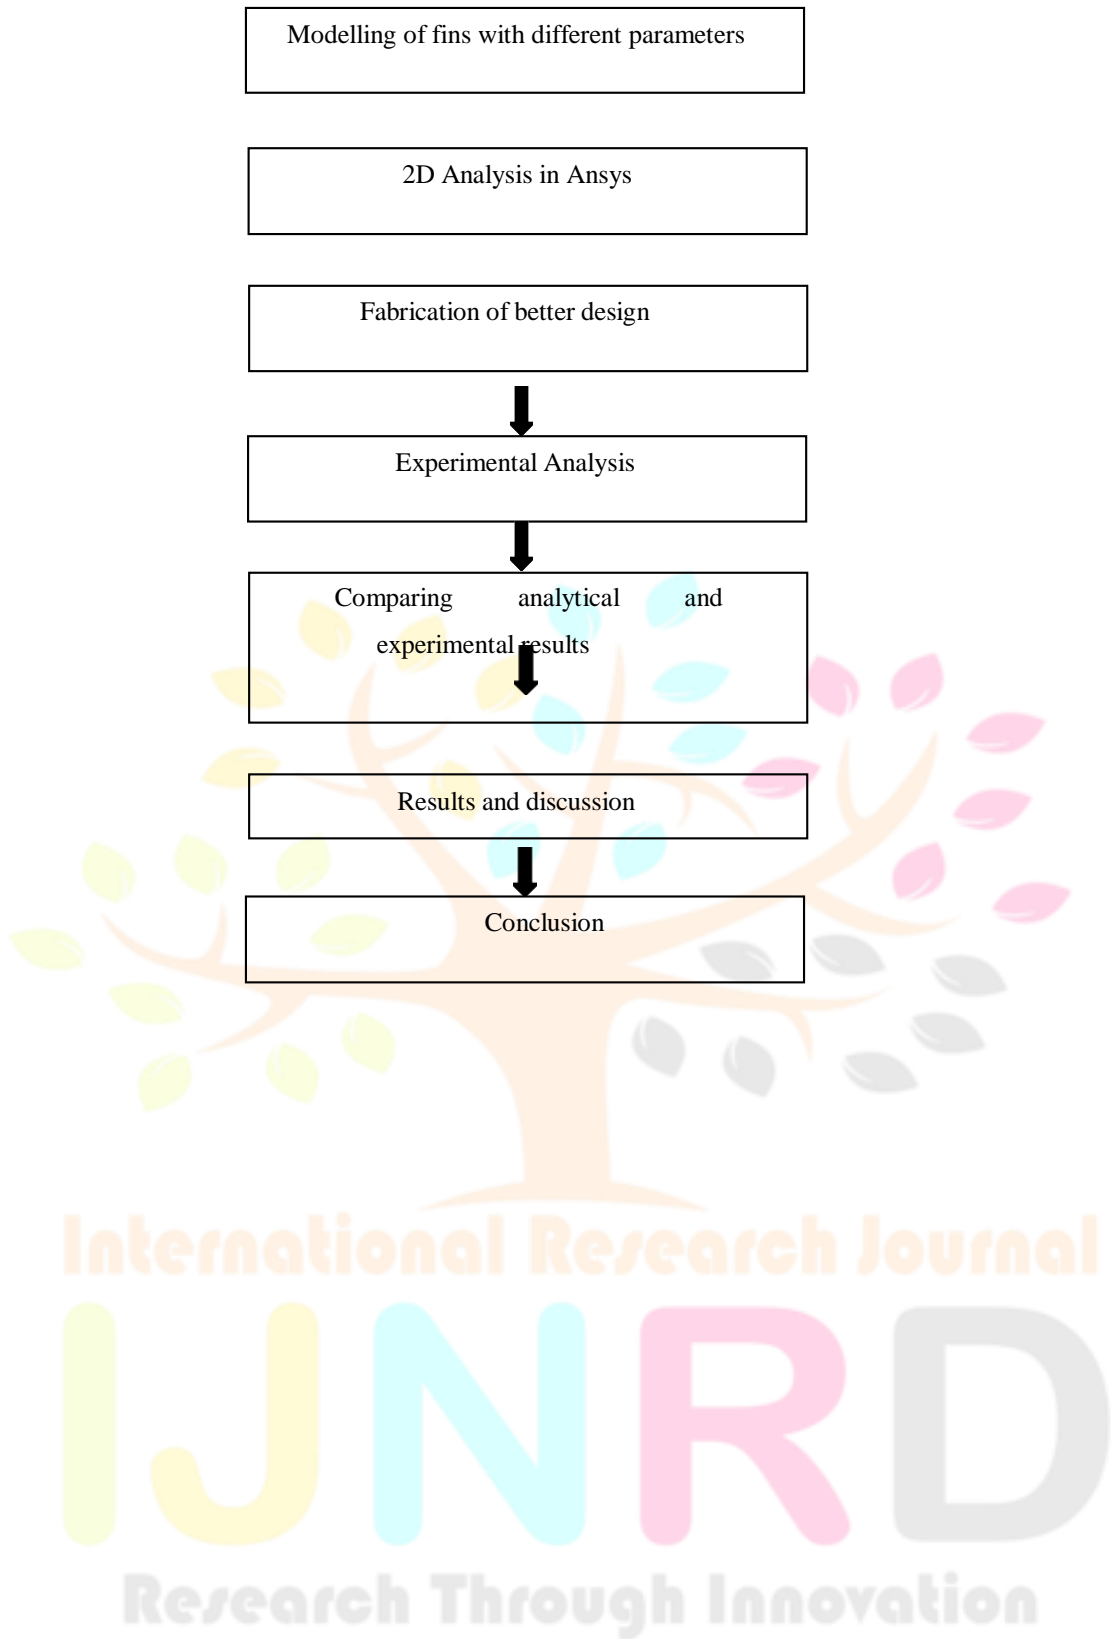 Modelling of fins with different parameters
2D Analysis in Ansys
Fabrication of better design
Experimental Analysis
Comparing analytical and
experimental results
Results and discussion
Conclusion
International Research Journal
IJNRD
Research Through Innovation